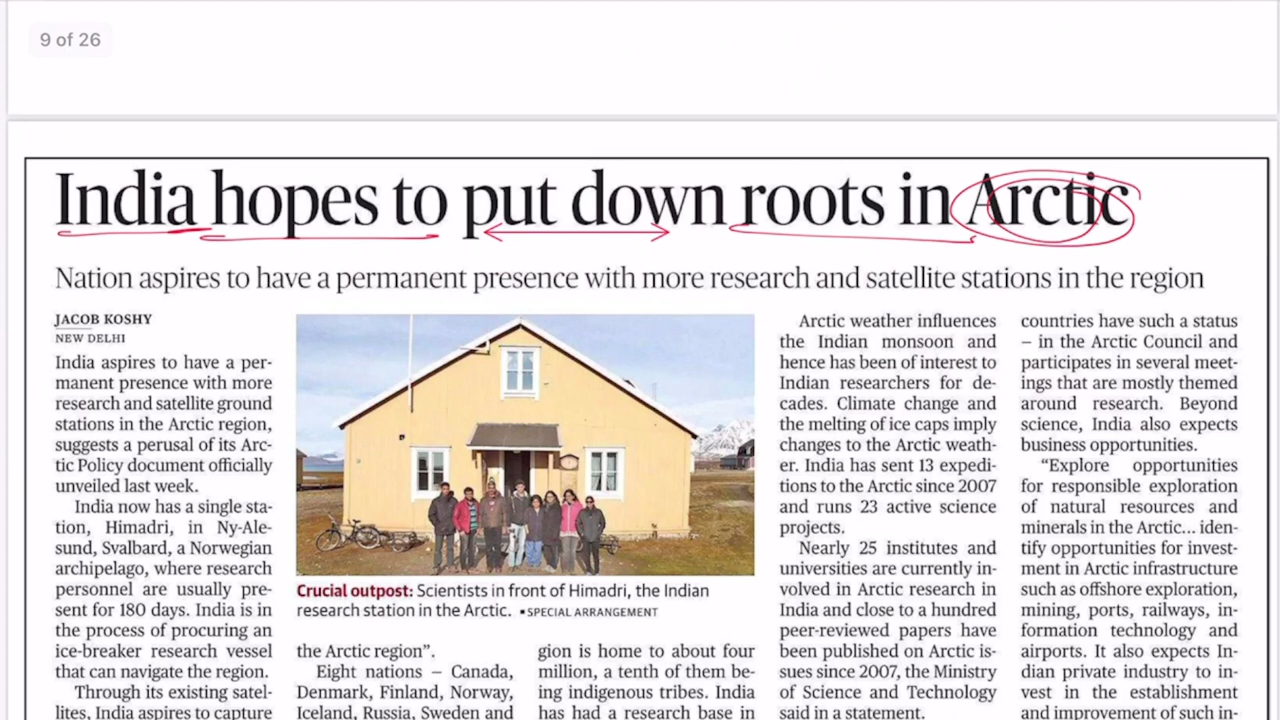 9 of 26
India hopes to put down roots in Arctic
Nation aspires to have a permanent presence with more research and satellite stations in the region
JACOB KOSHY
NEW DELHI
India aspires to have a per-
manent presence with more
research and satellite ground
stations in the Arctic region,
suggests a perusal of its Arc-
tic Policy document officially
unveiled last week.
India now has a single sta-
tion, Himadri, in Ny-Ale-
sund, Svalbard, a Norwegian
archipelago, where research
personnel are usually pre-
sent for 180 days. India is in
the process of procuring an
ice-breaker research vessel
that can navigate the region.
Through its existing satel-
lites, India aspires to capture
Crucial outpost: Scientists in front of Himadri, the Indian
research station in the Arctic. ▪SPECIAL ARRANGEMENT
the Arctic region”.
Eight nations – Canada,
Denmark, Finland, Norway,
Iceland, Russia, Sweden and
gion is home to about four
million, a tenth of them be-
ing indigenous tribes. India
has had a research base in
Arctic weather influences
the Indian monsoon and
hence has been of interest to
Indian researchers for de-
cades. Climate change and
the melting of ice caps imply
changes to the Arctic weath-
er. India has sent 13 expedi-
tions to the Arctic since 2007
and runs 23 active science
projects.
Nearly 25 institutes and
universities are currently in-
volved in Arctic research in
India and close to a hundred
peer-reviewed papers have
been published on Arctic is-
sues since 2007, the Ministry
of Science and Technology
said in a statement.
countries have such a status
– in the Arctic Council and
participates in several meet-
ings that are mostly themed
around research. Beyond
science, India also expects
business opportunities.
“Explore opportunities
for responsible exploration
of natural resources and
minerals in the Arctic... iden-
tify opportunities for invest-
ment in Arctic infrastructure
such as offshore exploration,
mining, ports, railways, in-
formation technology and
airports. It also expects In-
dian private industry to in-
vest in the establishment
and improvement of such in-